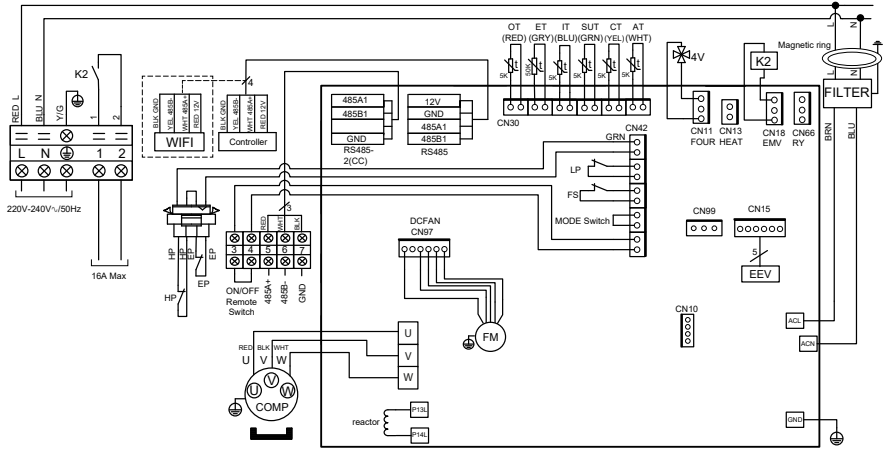 OT ET IT SUT CT AT
(RED) (GRY) (BLU) (GRN) (YEL) (WHT)
5K 50K 5K 5K 5K 5K
t t t t t t
4V
K2
L N
Magnetic ring
L N
FILTER
BRN
BLU
RED L
BLU N
Y/G
K2
1
2
L N 1 2
220V-240V~/50Hz
16A Max
BLK GND
YEL 485B-
WHT 485A+
RED 12V
WIFI
4
BLK GND
YEL 485B-
WHT 485A+
RED 12V
Controller
485A1
485B1
GND
RS485-
2(CC)
12V
GND
485A1
485B1
RS485
CN30
CN42
GRN
LP
FS
MODE Switch
CN11
FOUR
CN13
HEAT
CN18
EMV
CN66
RY
CN99
CN15
5
EEV
CN10
DCFAN
CN97
FM
HP
HP
EP
EP
HP
EP
3
RED
WHT
BLK
3 4 5 6 7
ON/OFF
Remote
Switch
485A+
485B-
GND
RED BLK WHT
U V W
U V W
COMP
U
V
W
reactor
P13L
P14L
ACL
ACN
GND